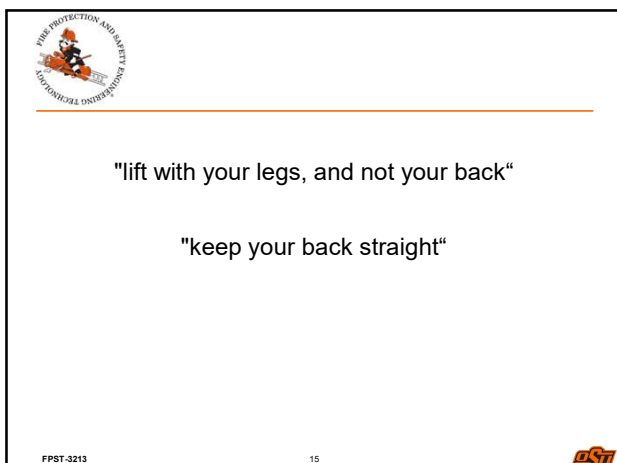 FIRE PROTECTION AND SAFETY ENGINEERING TECHNOLOGY
"lift with your legs, and not your back“
"keep your back straight“
FPST-3213
15
OSU